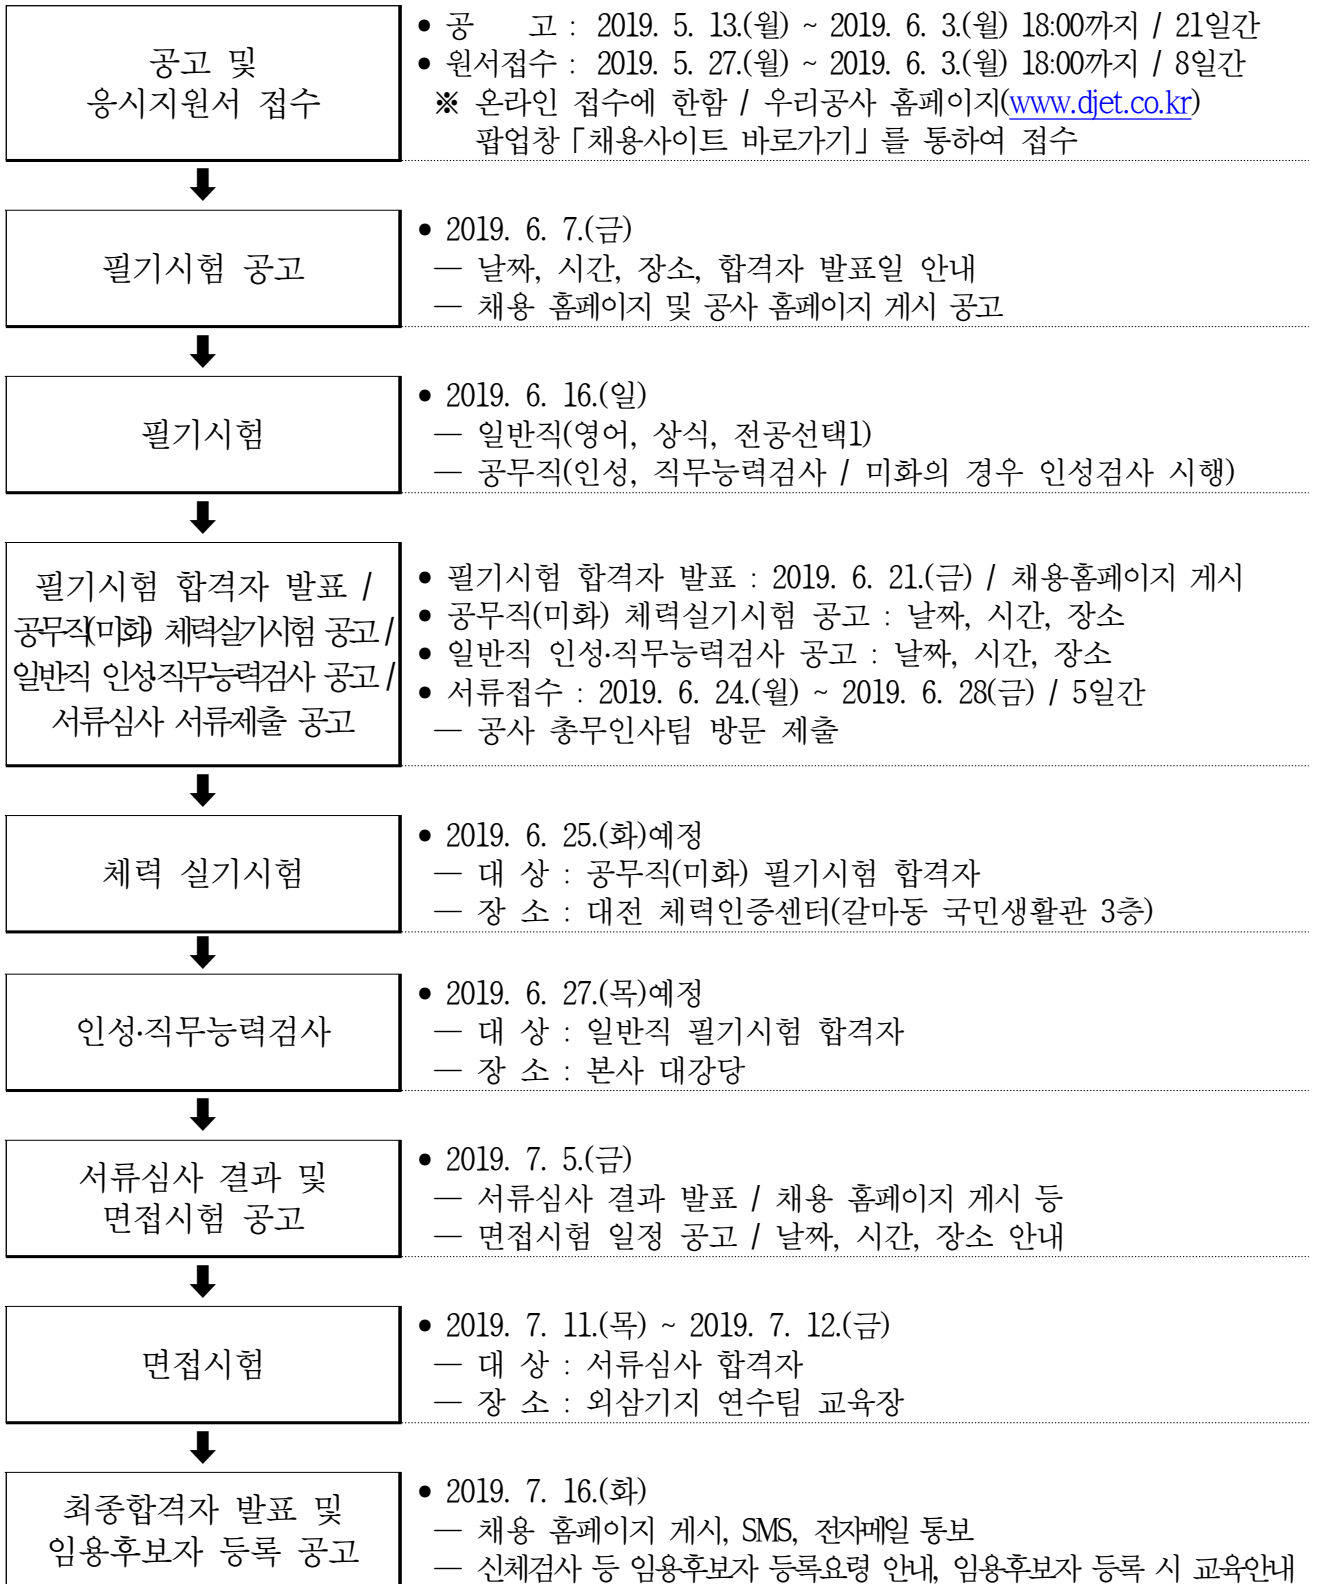 공고 및
응시지원서 접수
• 공 고 : 2019. 5. 13.(월) ~ 2019. 6. 3.(월) 18:00까지 / 21일간
• 원서접수 : 2019. 5. 27.(월) ~ 2019. 6. 3.(월) 18:00까지 / 8일간
※ 온라인 접수에 한함 / 우리공사 홈페이지(www.djet.co.kr)
팝업창「채용사이트 바로가기」를 통하여 접수
필기시험 공고
• 2019. 6. 7.(금)
— 날짜, 시간, 장소, 합격자 발표일 안내
— 채용 홈페이지 및 공사 홈페이지 게시 공고
필기시험
• 2019. 6. 16.(일)
— 일반직(영어, 상식, 전공선택1)
— 공무직(인성, 직무능력검사 / 미화의 경우 인성검사 시행)
필기시험 합격자 발표 /
공무직(미화) 체력실기시험 공고 /
일반직 인성·직무능력검사 공고 /
서류심사 서류제출 공고
• 필기시험 합격자 발표 : 2019. 6. 21.(금) / 채용홈페이지 게시
• 공무직(미화) 체력실기시험 공고 : 날짜, 시간, 장소
• 일반직 인성·직무능력검사 공고 : 날짜, 시간, 장소
• 서류접수 : 2019. 6. 24.(월) ~ 2019. 6. 28(금) / 5일간
— 공사 총무인사팀 방문 제출
체력 실기시험
• 2019. 6. 25.(화)예정
— 대 상 : 공무직(미화) 필기시험 합격자
— 장 소 : 대전 체력인증센터(갈마동 국민생활관 3층)
인성·직무능력검사
• 2019. 6. 27.(목)예정
— 대 상 : 일반직 필기시험 합격자
— 장 소 : 본사 대강당
서류심사 결과 및
면접시험 공고
• 2019. 7. 5.(금)
— 서류심사 결과 발표 / 채용 홈페이지 게시 등
— 면접시험 일정 공고 / 날짜, 시간, 장소 안내
면접시험
• 2019. 7. 11.(목) ~ 2019. 7. 12.(금)
— 대 상 : 서류심사 합격자
— 장 소 : 외삼기지 연수팀 교육장
최종합격자 발표 및
임용후보자 등록 공고
• 2019. 7. 16.(화)
— 채용 홈페이지 게시, SMS, 전자메일 통보
— 신체검사 등 임용후보자 등록요령 안내, 임용후보자 등록 시 교육안내